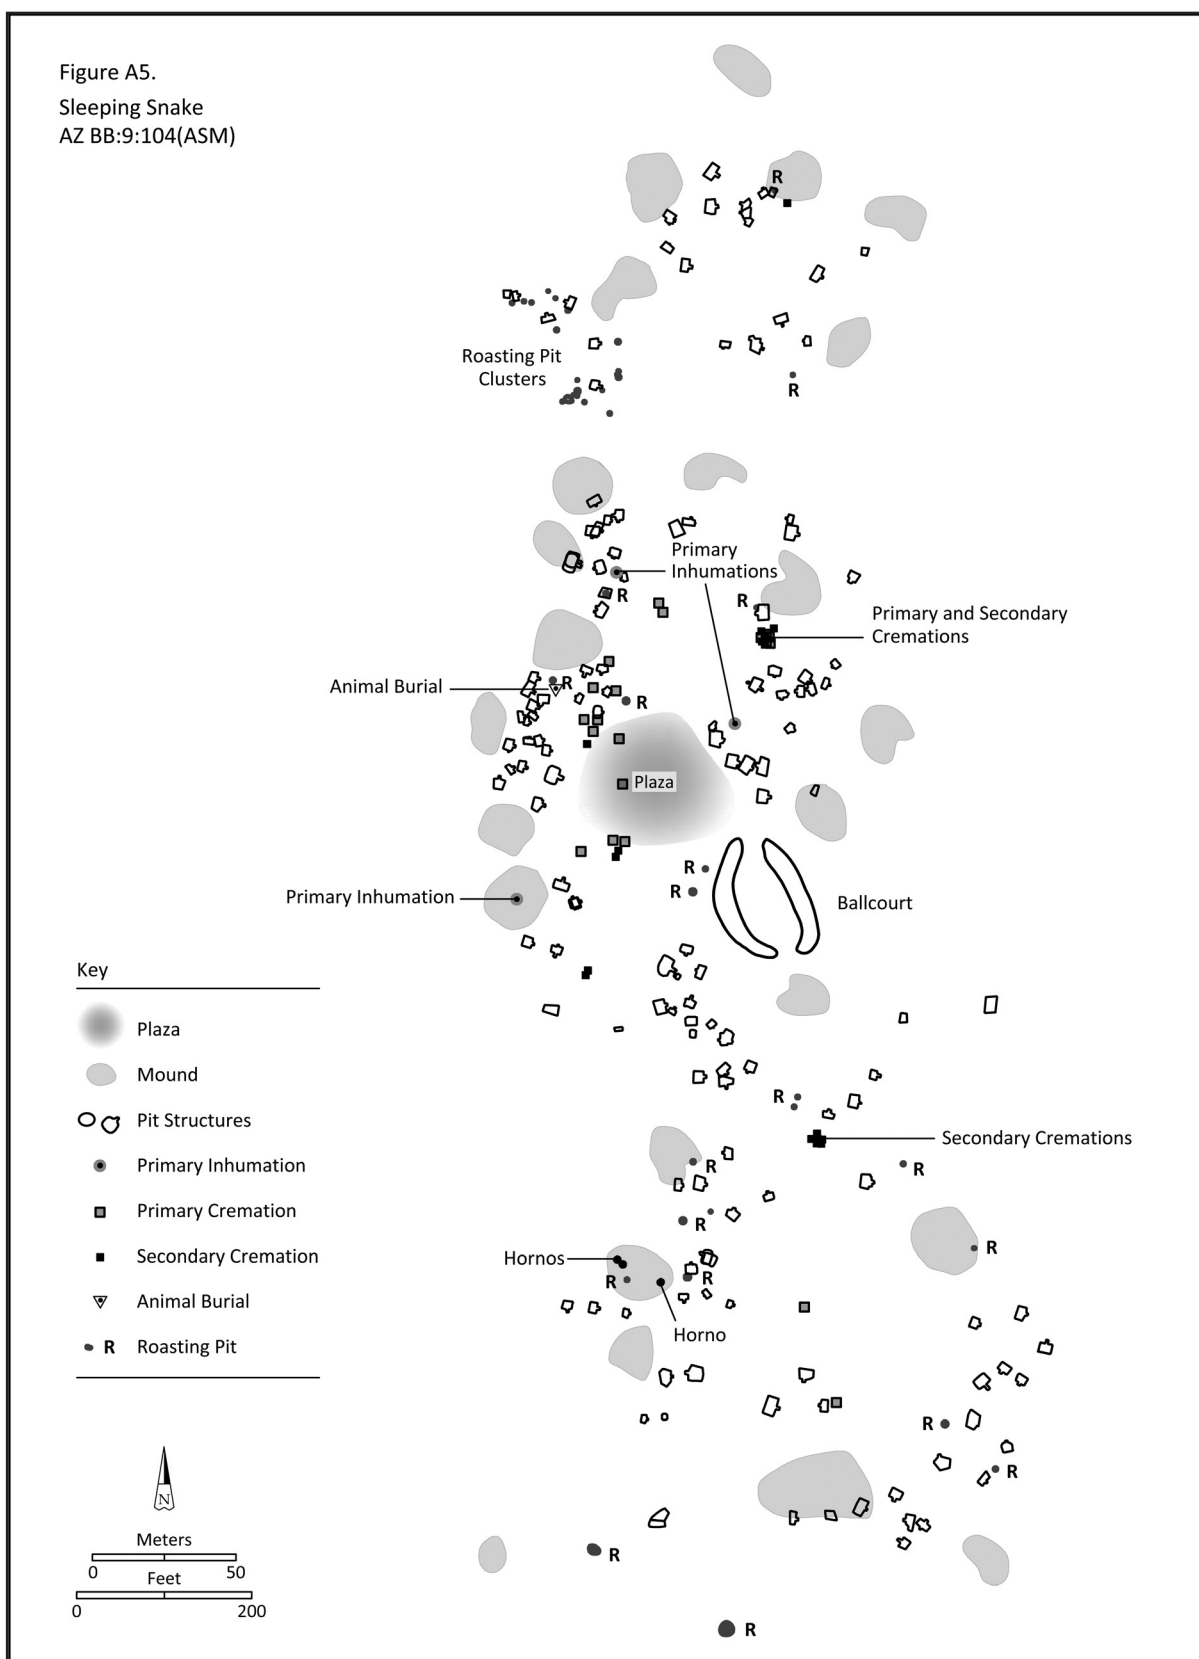 Figure A5.
Sleeping Snake
AZ BB:9:104(ASM)
R
Roasting Pit
Clusters
R
Primary
Inhumations
R
R
Primary and Secondary
Cremations
Animal Burial
R
R
Plaza
R
R
Primary Inhumation
Ballcourt
Key
Plaza
Mound
Pit Structures
Primary Inhumation
Primary Cremation
Secondary Cremation
Animal Burial
R
Roasting Pit
R
Secondary Cremations
R
R
R
R
Hornos
R
R
Horno
R
R
N
Meters
0
50
Feet
0
200
R
R